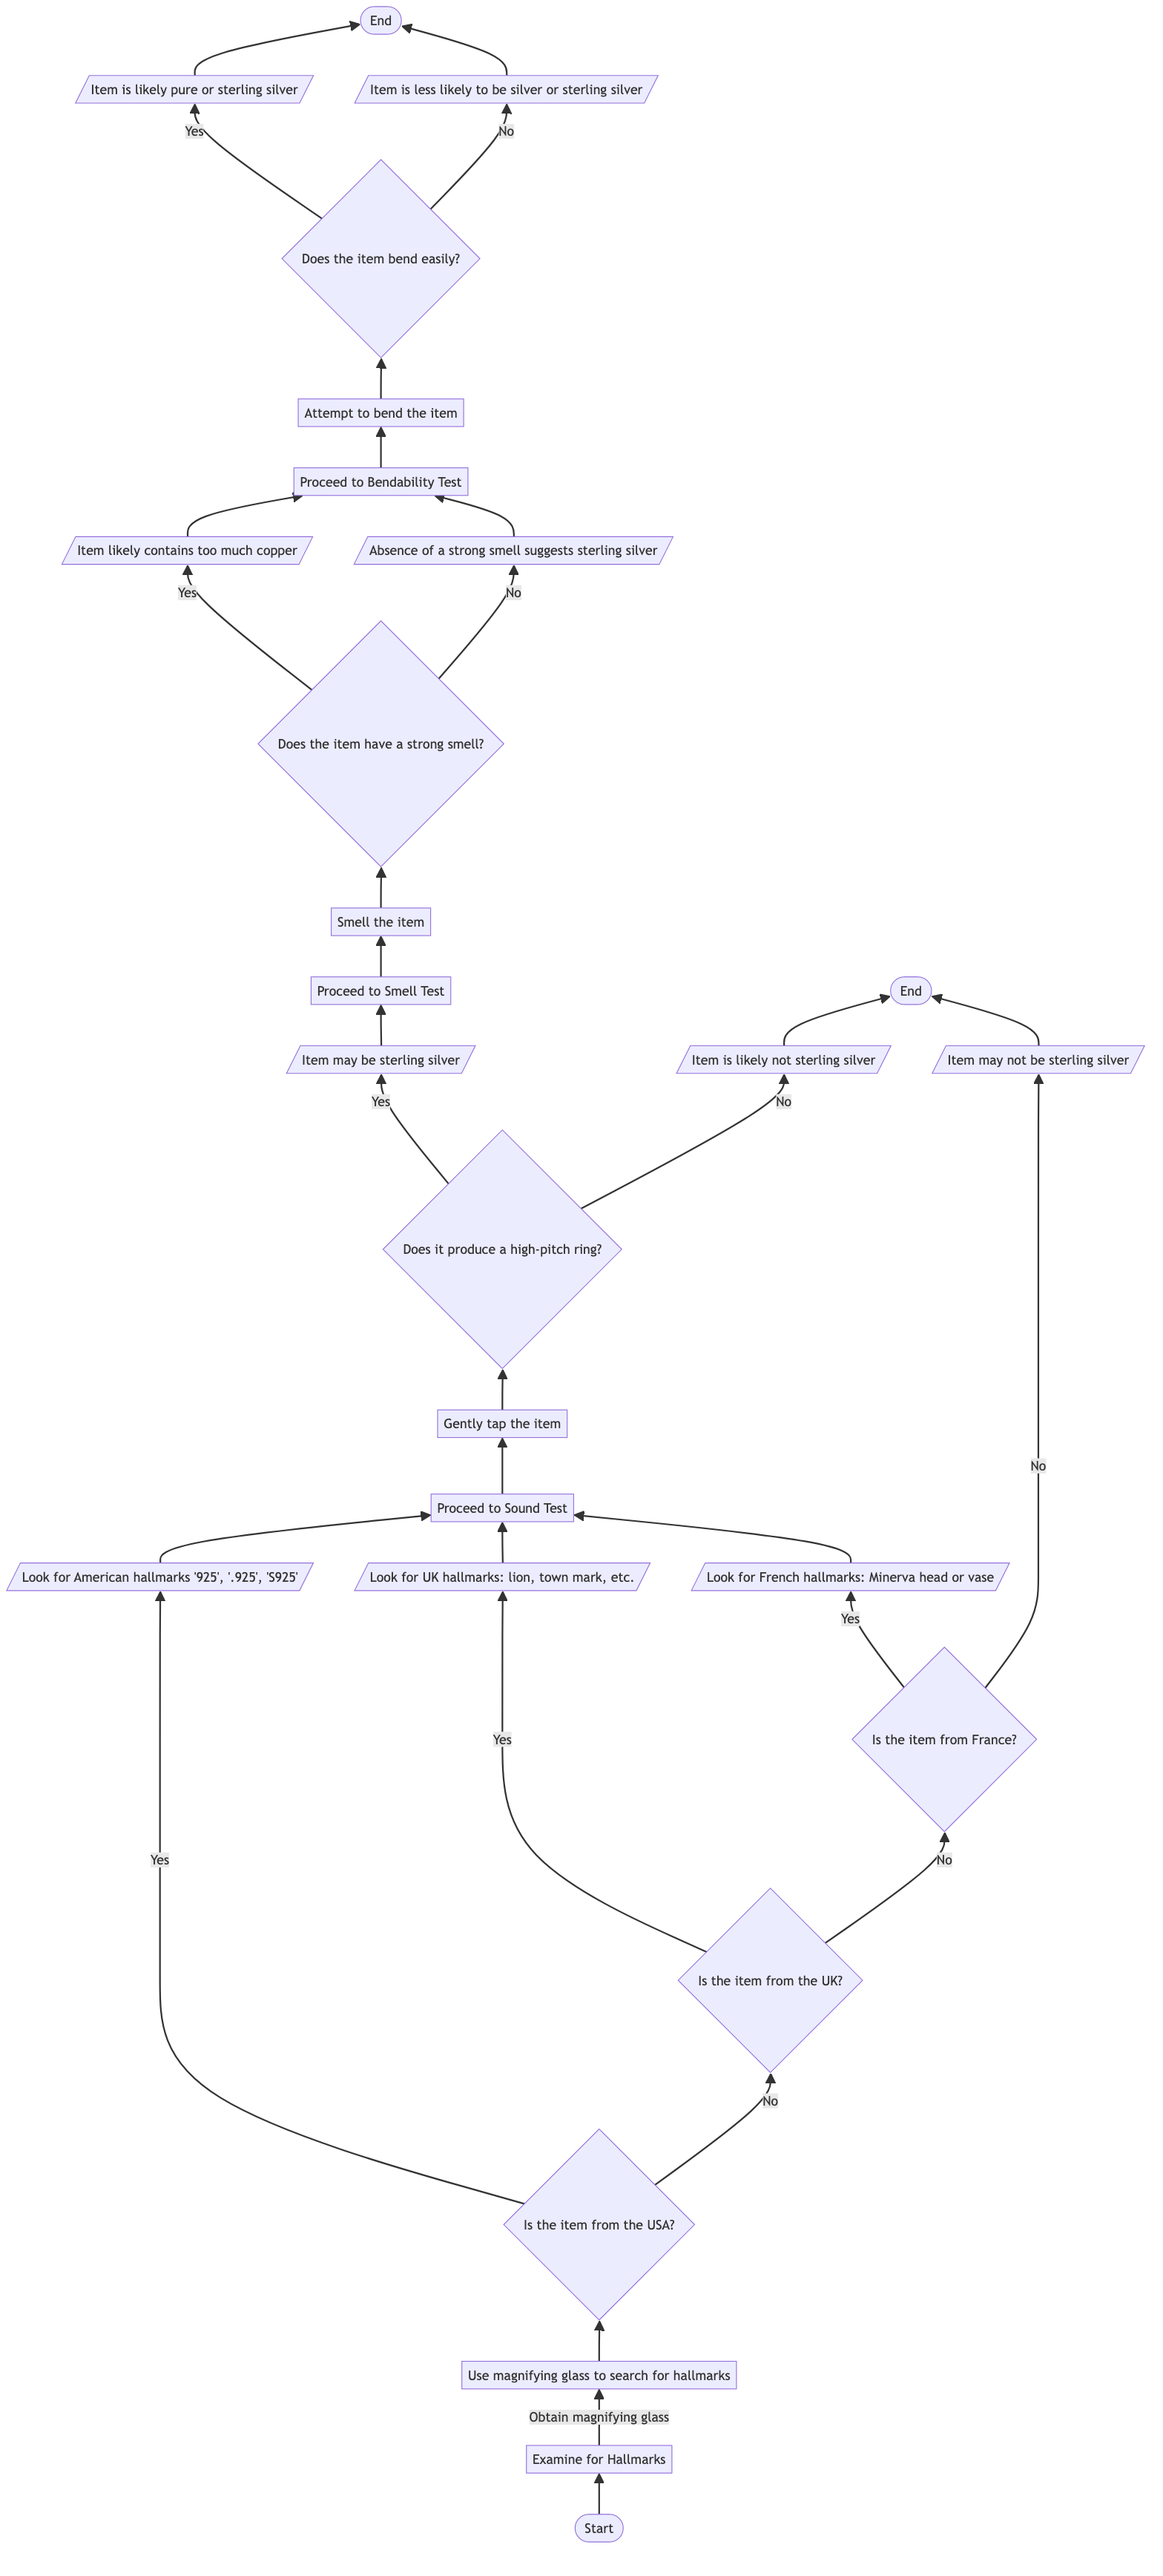 End
Item is likely pure or sterling silver
Item is less likely to be silver or sterling silver
Yes
No
Does the item bend easily?
Attempt to bend the item
Proceed to Bendability Test
Item likely contains too much copper
Absence of a strong smell suggests sterling silver
Yes
No
Does the item have a strong smell?
Smell the item
Proceed to Smell Test
End
Item may be sterling silver
Item is likely not sterling silver
Item may not be sterling silver
Yes
No
Does it produce a high-pitch ring?
Gently tap the item
No
Proceed to Sound Test
Look for American hallmarks '925', '.925', 'S925'
Look for UK hallmarks: lion, town mark, etc.
Look for French hallmarks: Minerva head or vase
Yes
Yes
Is the item from France?
Yes
No
Is the item from the UK?
No
Is the item from the USA?
Use magnifying glass to search for hallmarks
Obtain magnifying glass
Examine for Hallmarks
Start